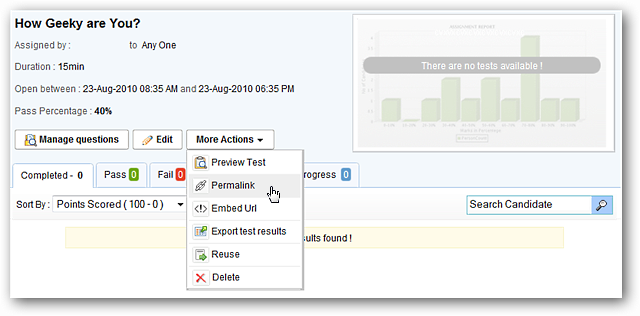 How Geeky are You?
Assigned by : to Any One
Duration : 15min
Open between : 23-Aug-2010 08:35 AM and 23-Aug-2010 06:35 PM
Pass Percentage : 40%
There are no tests available !
Manage questions Edit More Actions
Preview Test
Permalink
Embed Url
Export test results
Reuse
Delete
Completed - 0 Pass 0 Fail 0 rogress 0
Sort By : Points Scored ( 100 - 0 ) Search Candidate
sults found !